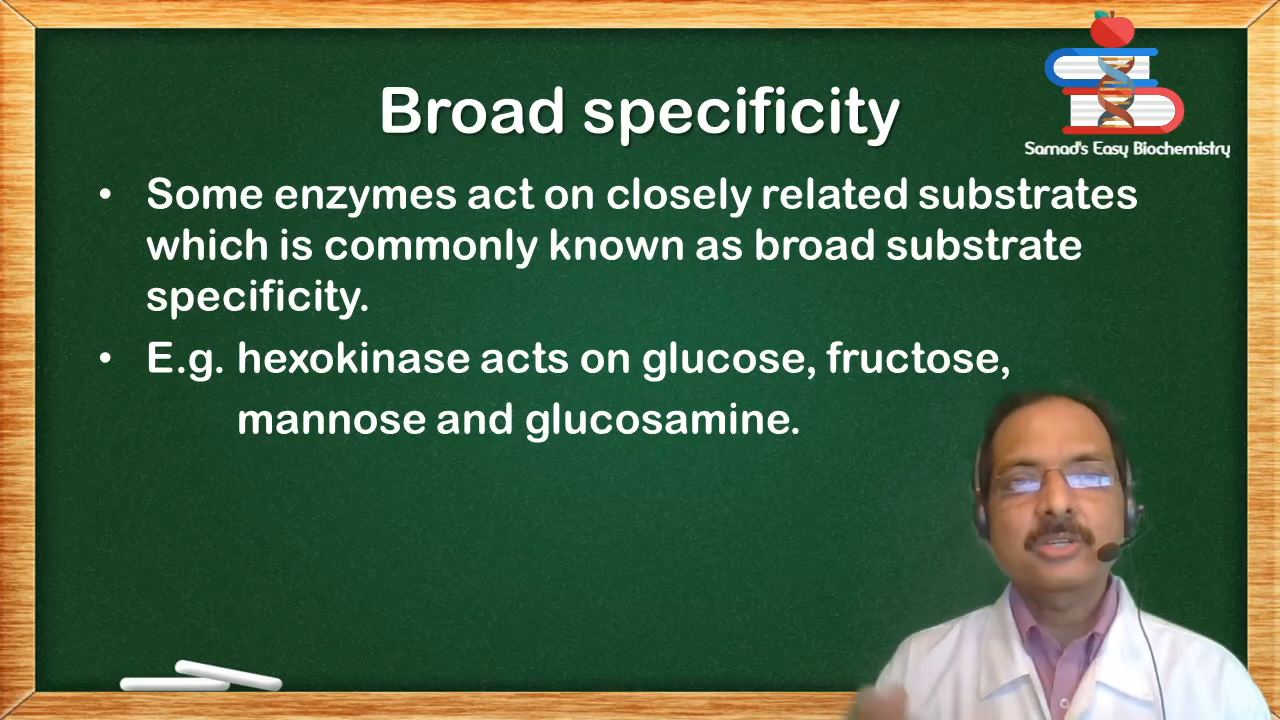 Broad specificity
Samad's Easy Biochemistry
• Some enzymes act on closely related substrates
which is commonly known as broad substrate
specificity.
• E.g. hexokinase acts on glucose, fructose,
mannose and glucosamine.